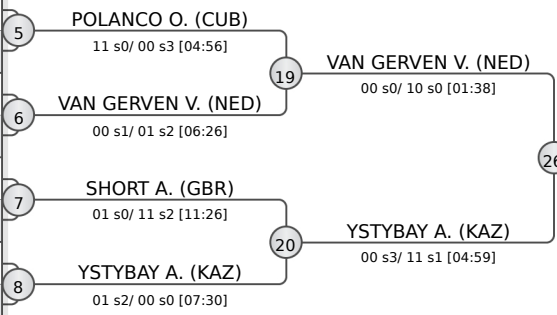 POLANCO O. (CUB)
5
11 s0/ 00 s3 [04:56]
19
VAN GERVEN V. (NED)
00 s0/ 10 s0 [01:38]
VAN GERVEN V. (NED)
6
00 s1/ 01 s2 [06:26]
26
SHORT A. (GBR)
7
01 s0/ 11 s2 [11:26]
20
YSTYBAY A. (KAZ)
00 s3/ 11 s1 [04:59]
YSTYBAY A. (KAZ)
8
01 s2/ 00 s0 [07:30]